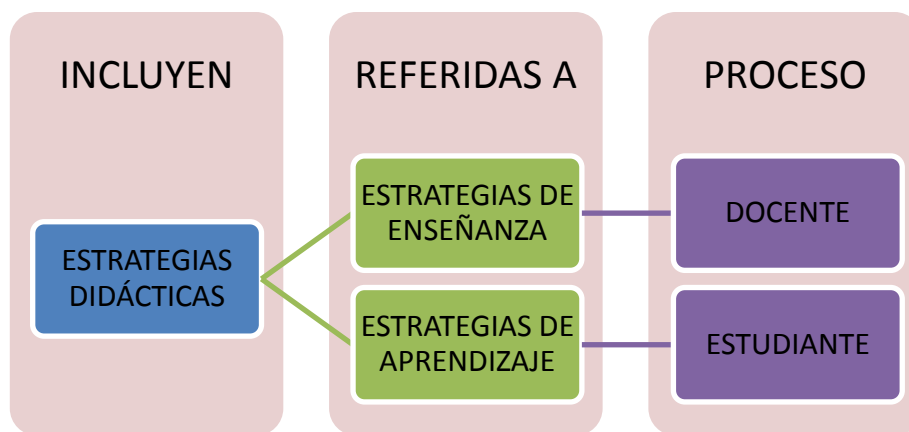 INCLUYEN
REFERIDAS A
PROCESO
ESTRATEGIAS
DIDÁCTICAS
ESTRATEGIAS DE
ENSEÑANZA
DOCENTE
ESTRATEGIAS DE
APRENDIZAJE
ESTUDIANTE